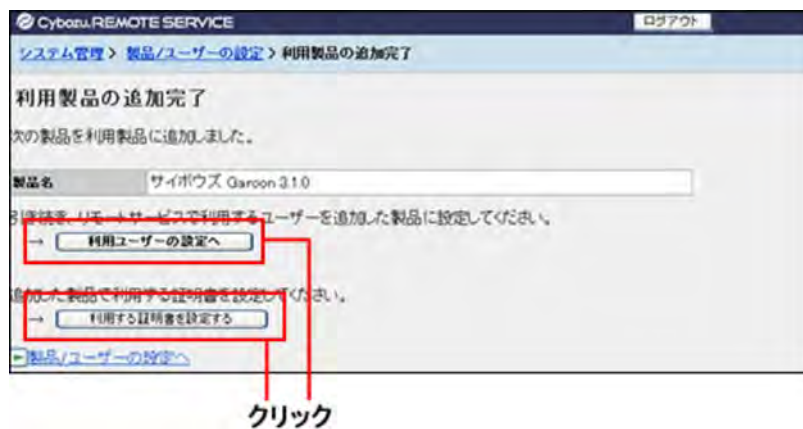 Cybozu.REMOTE SERVICE ログアウト
システム管理 > 製品/ユーザーの設定 > 利用製品の追加完了
利用製品の追加完了
次の製品を利用製品に追加しました。
製品名 サイボウズ Garoon 3.1.0
引き続き、リモートサービスで利用するユーザーを追加した製品に設定してください。
→ 利用ユーザーの設定へ
追加した製品で利用する証明書を設定してください。
→ 利用する証明書を設定する
製品/ユーザーの設定へ
クリック